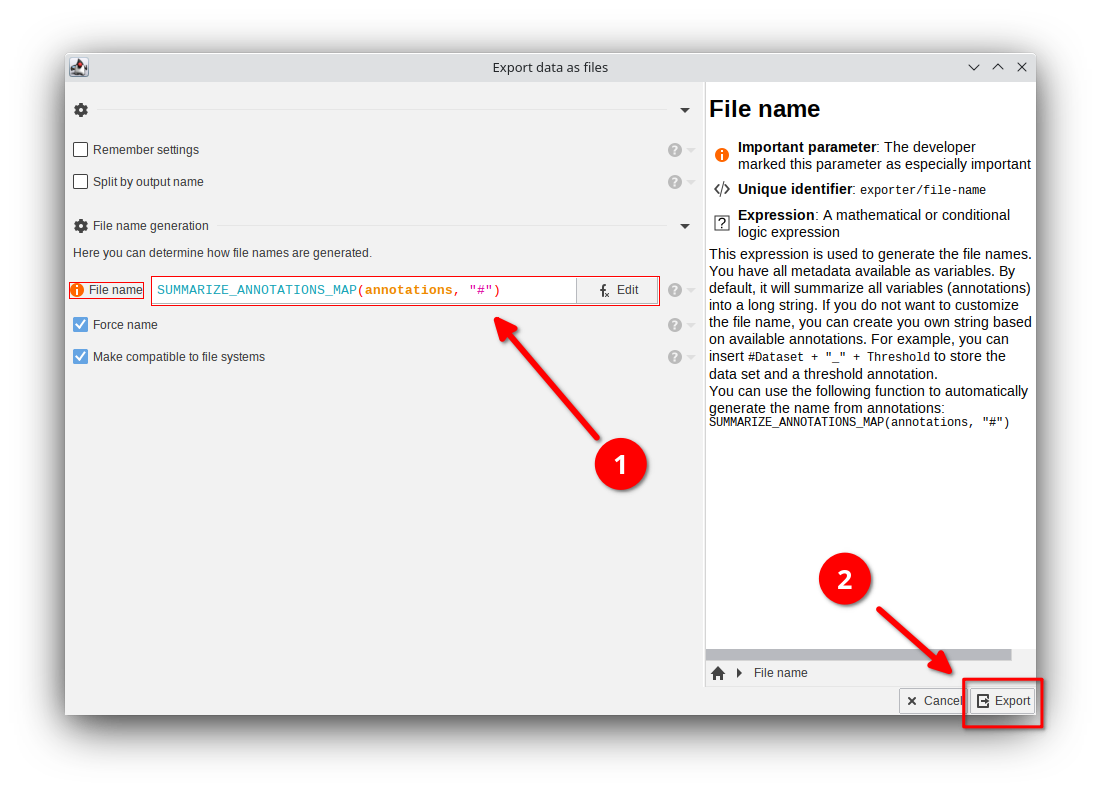 Export data as files
Remember settings
Split by output name
File name generation
Here you can determine how file names are generated.
File name
SUMMARIZE_ANNOTATIONS_MAP(annotations, "#")
Edit
Force name
Make compatible to file systems
1
File name
Important parameter: The developer
marked this parameter as especially important
Unique identifier: exporter/file-name
Expression: A mathematical or conditional
logic expression
This expression is used to generate the file names.
You have all metadata available as variables. By
default, it will summarize all variables (annotations)
into a long string. If you do not want to customize
the file name, you can create you own string based
on available annotations. For example, you can
insert #Dataset + "_" + Threshold to store the
data set and a threshold annotation.
You can use the following function to automatically
generate the name from annotations:
SUMMARIZE_ANNOTATIONS_MAP(annotations, "#")
2
File name
Cancel
Export